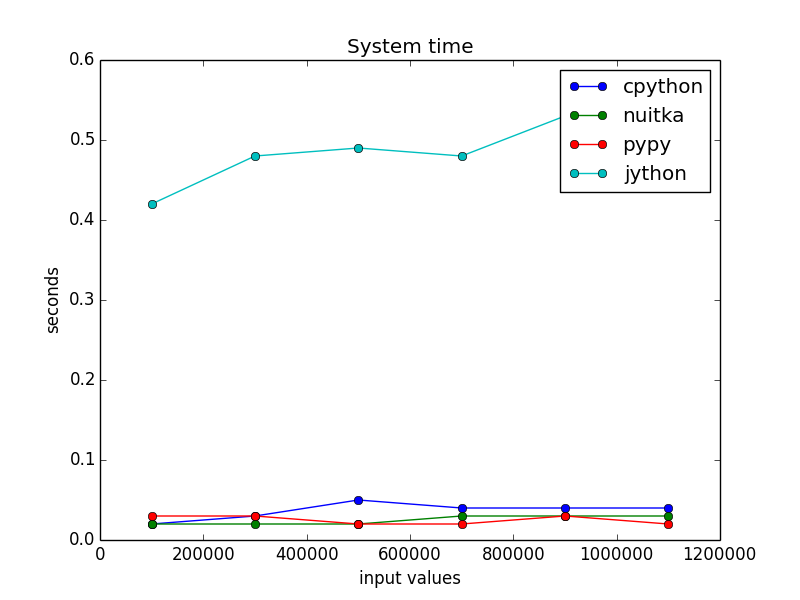 System time
0.6
0.5
0.4
0.3
0.2
0.1
0.0
seconds
cpython
nuitka
pypy
jython
0 200000 400000 600000 800000 1000000 1200000
input values